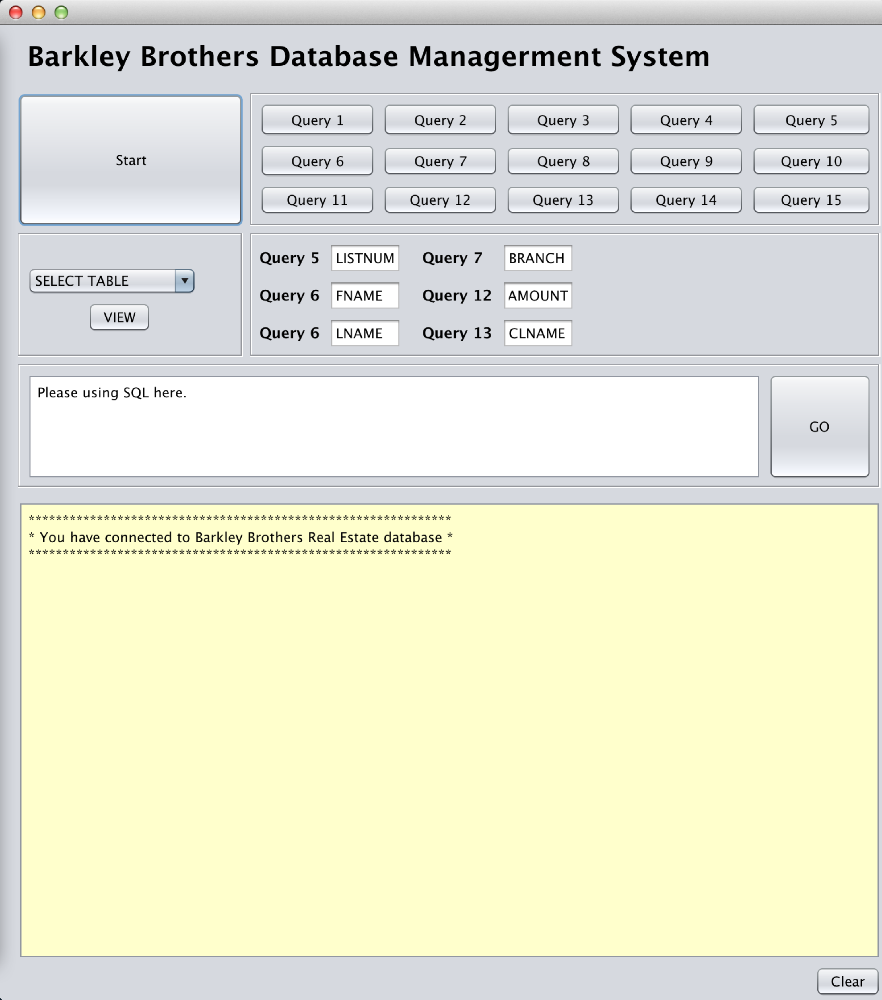 Barkley Brothers Database Managerment System
Start
Query 1 Query 2 Query 3 Query 4 Query 5
Query 6 Query 7 Query 8 Query 9 Query 10
Query 11 Query 12 Query 13 Query 14 Query 15
SELECT TABLE
VIEW
Query 5 LISTNUM Query 7 BRANCH
Query 6 FNAME Query 12 AMOUNT
Query 6 LNAME Query 13 CLNAME
Please using SQL here.
GO
**************************************************************
* You have connected to Barkley Brothers Real Estate database *
**************************************************************
Clear